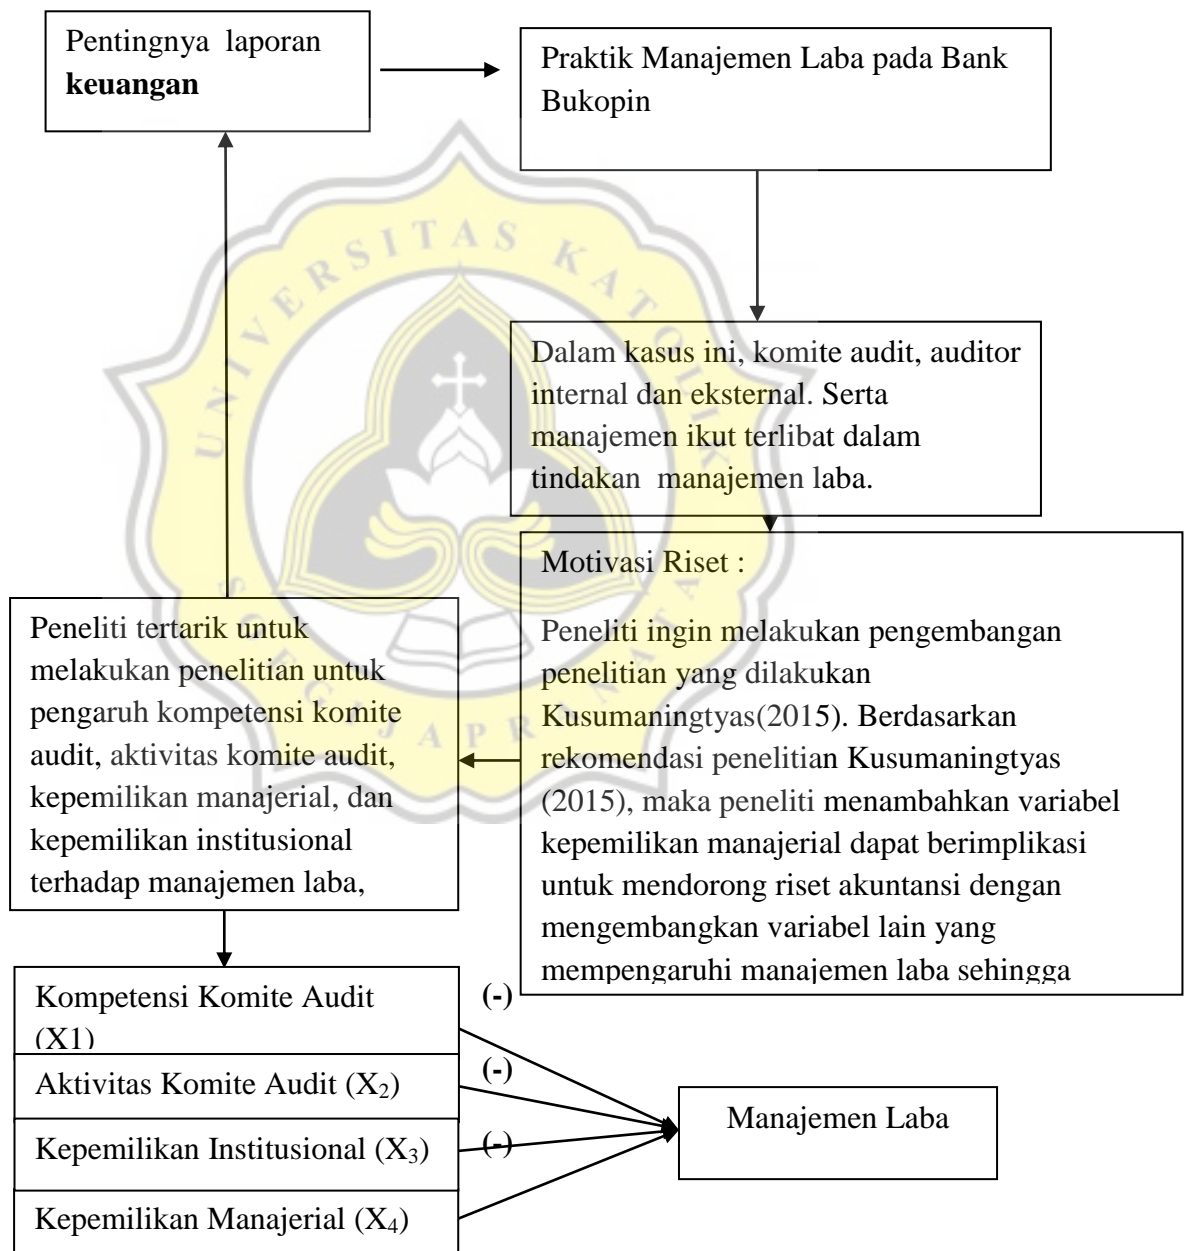 Pentingnya laporan
keuangan
Praktik Manajemen Laba pada Bank
Bukopin
Dalam kasus ini, komite audit, auditor
internal dan eksternal. Serta
manajemen ikut terlibat dalam
tindakan manajemen laba.
Motivasi Riset :
Peneliti ingin melakukan pengembangan
penelitian yang dilakukan
Kusumaningtyas(2015). Berdasarkan
rekomendasi penelitian Kusumaningtyas
(2015), maka peneliti menambahkan variabel
kepemilikan manajerial dapat berimplikasi
untuk mendorong riset akuntansi dengan
mengembangkan variabel lain yang
mempengaruhi manajemen laba sehingga
Peneliti tertarik untuk
melakukan penelitian untuk
pengaruh kompetensi komite
audit, aktivitas komite audit,
kepemilikan manajerial, dan
kepemilikan institusional
terhadap manajemen laba,
Kompetensi Komite Audit
(X1)
(-)
Aktivitas Komite Audit (X₂)
(-)
Kepemilikan Institusional (X₃)
(-)
Kepemilikan Manajerial (X₄)
Manajemen Laba
UNIVERSITAS KATOLIK
SOEGIJAPRANATA